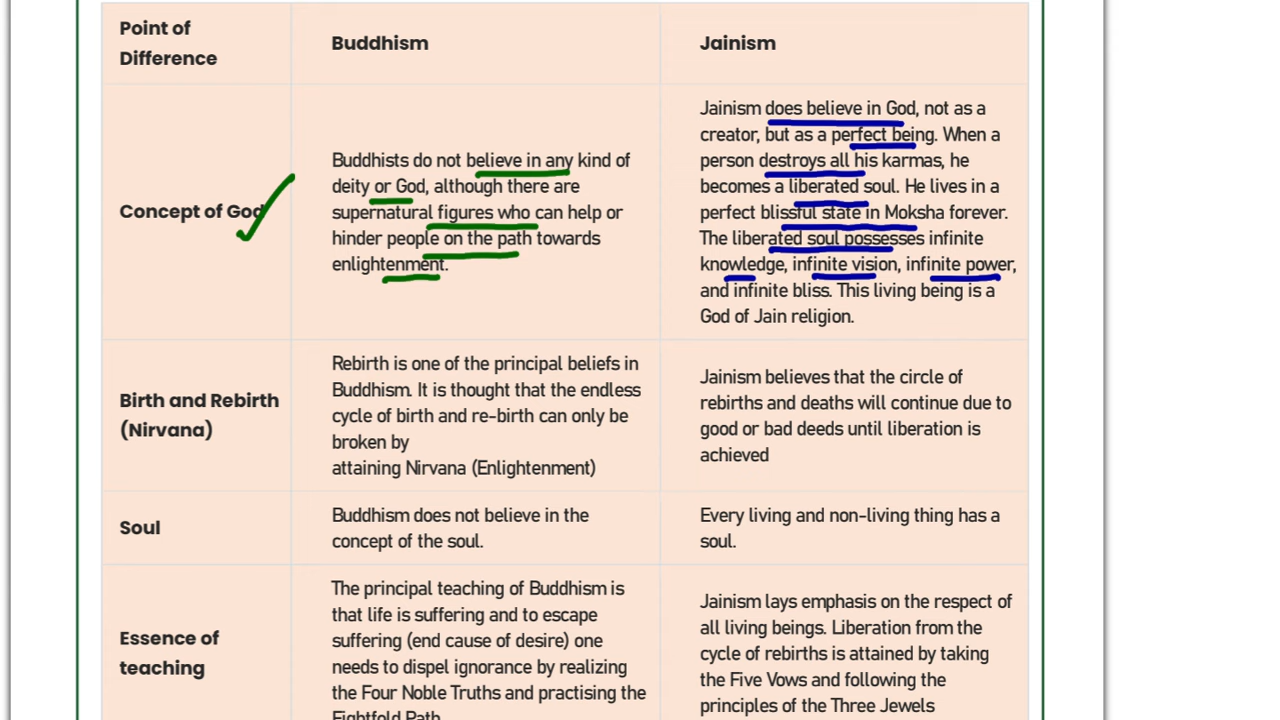 Point of
Difference
Buddhism
Jainism
Concept of God
Buddhists do not believe in any kind of
deity or God, although there are
supernatural figures who can help or
hinder people on the path towards
enlightenment.
Jainism does believe in God, not as a
creator, but as a perfect being. When a
person destroys all his karmas, he
becomes a liberated soul. He lives in a
perfect blissful state in Moksha forever.
The liberated soul possesses infinite
knowledge, infinite vision, infinite power,
and infinite bliss. This living being is a
God of Jain religion.
Birth and Rebirth
(Nirvana)
Rebirth is one of the principal beliefs in
Buddhism. It is thought that the endless
cycle of birth and re-birth can only be
broken by
attaining Nirvana (Enlightenment)
Jainism believes that the circle of
rebirths and deaths will continue due to
good or bad deeds until liberation is
achieved
Soul
Buddhism does not believe in the
concept of the soul.
Every living and non-living thing has a
soul.
Essence of
teaching
The principal teaching of Buddhism is
that life is suffering and to escape
suffering (end cause of desire) one
needs to dispel ignorance by realizing
the Four Noble Truths and practising the
Eightfold Path
Jainism lays emphasis on the respect of
all living beings. Liberation from the
cycle of rebirths is attained by taking
the Five Vows and following the
principles of the Three Jewels